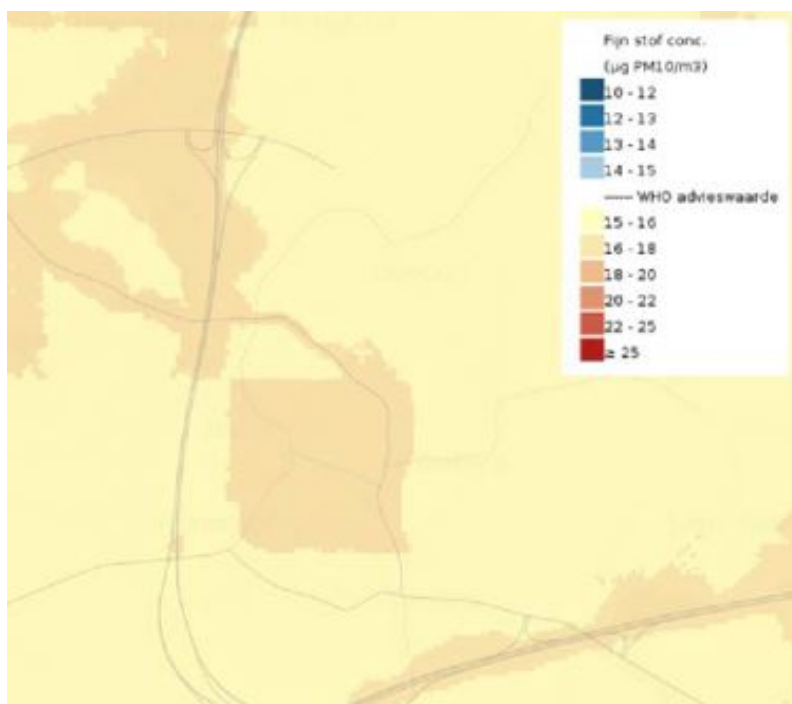 Fijn stof conc.
(µg PM10/m3)
10 - 12
12 - 13
13 - 14
14 - 15
WHO advieswaarde
15 - 16
16 - 18
18 - 20
20 - 22
22 - 25
≥ 25